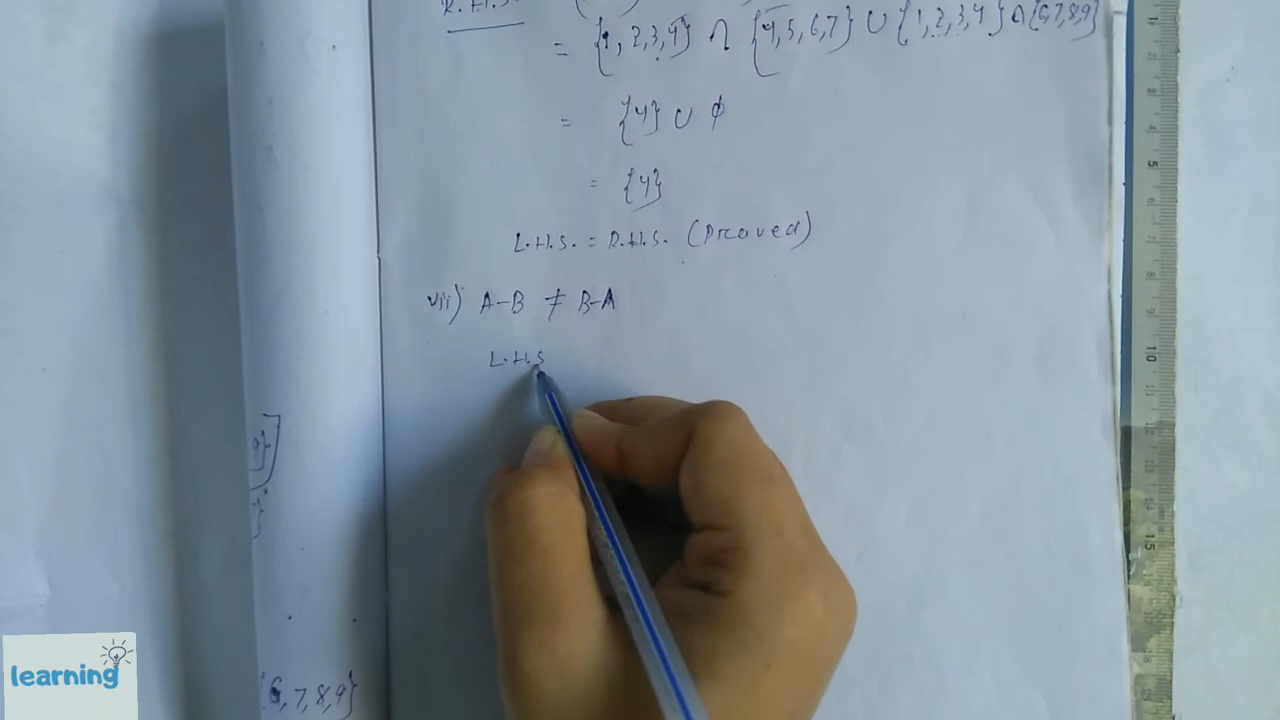 R.H.S.
= {1, 2,3,4} ∩ {4,5,6,7} ∪ {1,2,3,4} ∩ {6,7,8,9}
= {4} ∪ ϕ
= {4}
L.H.S. = R.H.S. (Proved)
vii) A-B ≠ B-A
L.H.S
6, 7, 8, 9}
learning